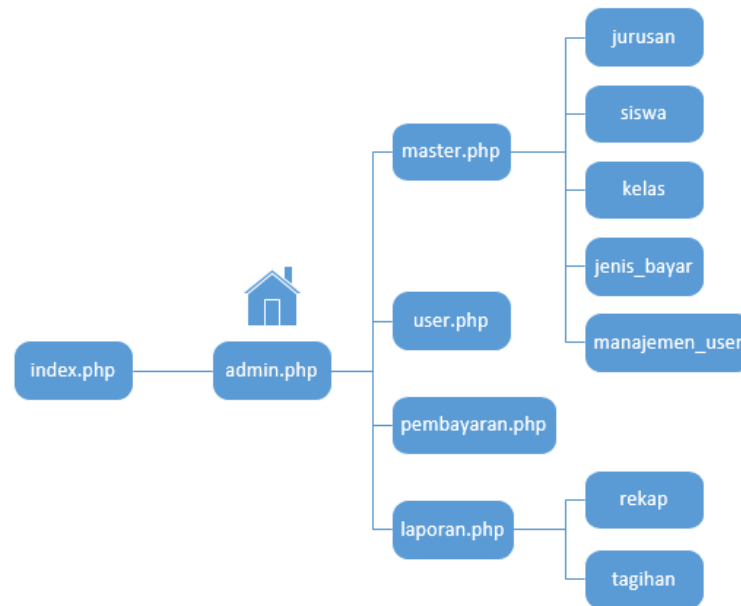 index.php
admin.php
master.php
jurusan
siswa
kelas
jenis_bayar
manajemen_user
user.php
pembayaran.php
laporan.php
rekap
tagihan